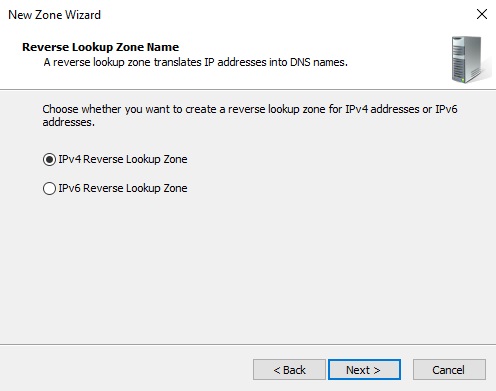 New Zone Wizard
Reverse Lookup Zone Name
A reverse lookup zone translates IP addresses into DNS names.
Choose whether you want to create a reverse lookup zone for IPv4 addresses or IPv6
addresses.
IPv4 Reverse Lookup Zone
IPv6 Reverse Lookup Zone
< Back
Next >
Cancel